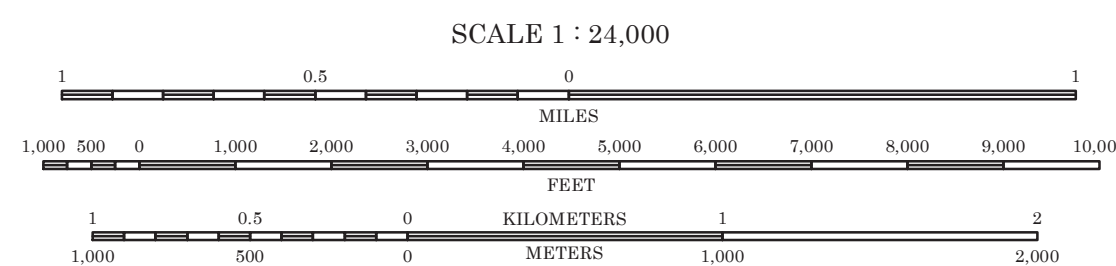 SCALE 1 : 24,000
1 0.5 0 1
MILES
1,000 500 0 1,000 2,000 3,000 4,000 5,000 6,000 7,000 8,000 9,000 10,00
FEET
1 0.5 0 KILOMETERS 1 2
1,000 500 0 METERS 1,000 2,000